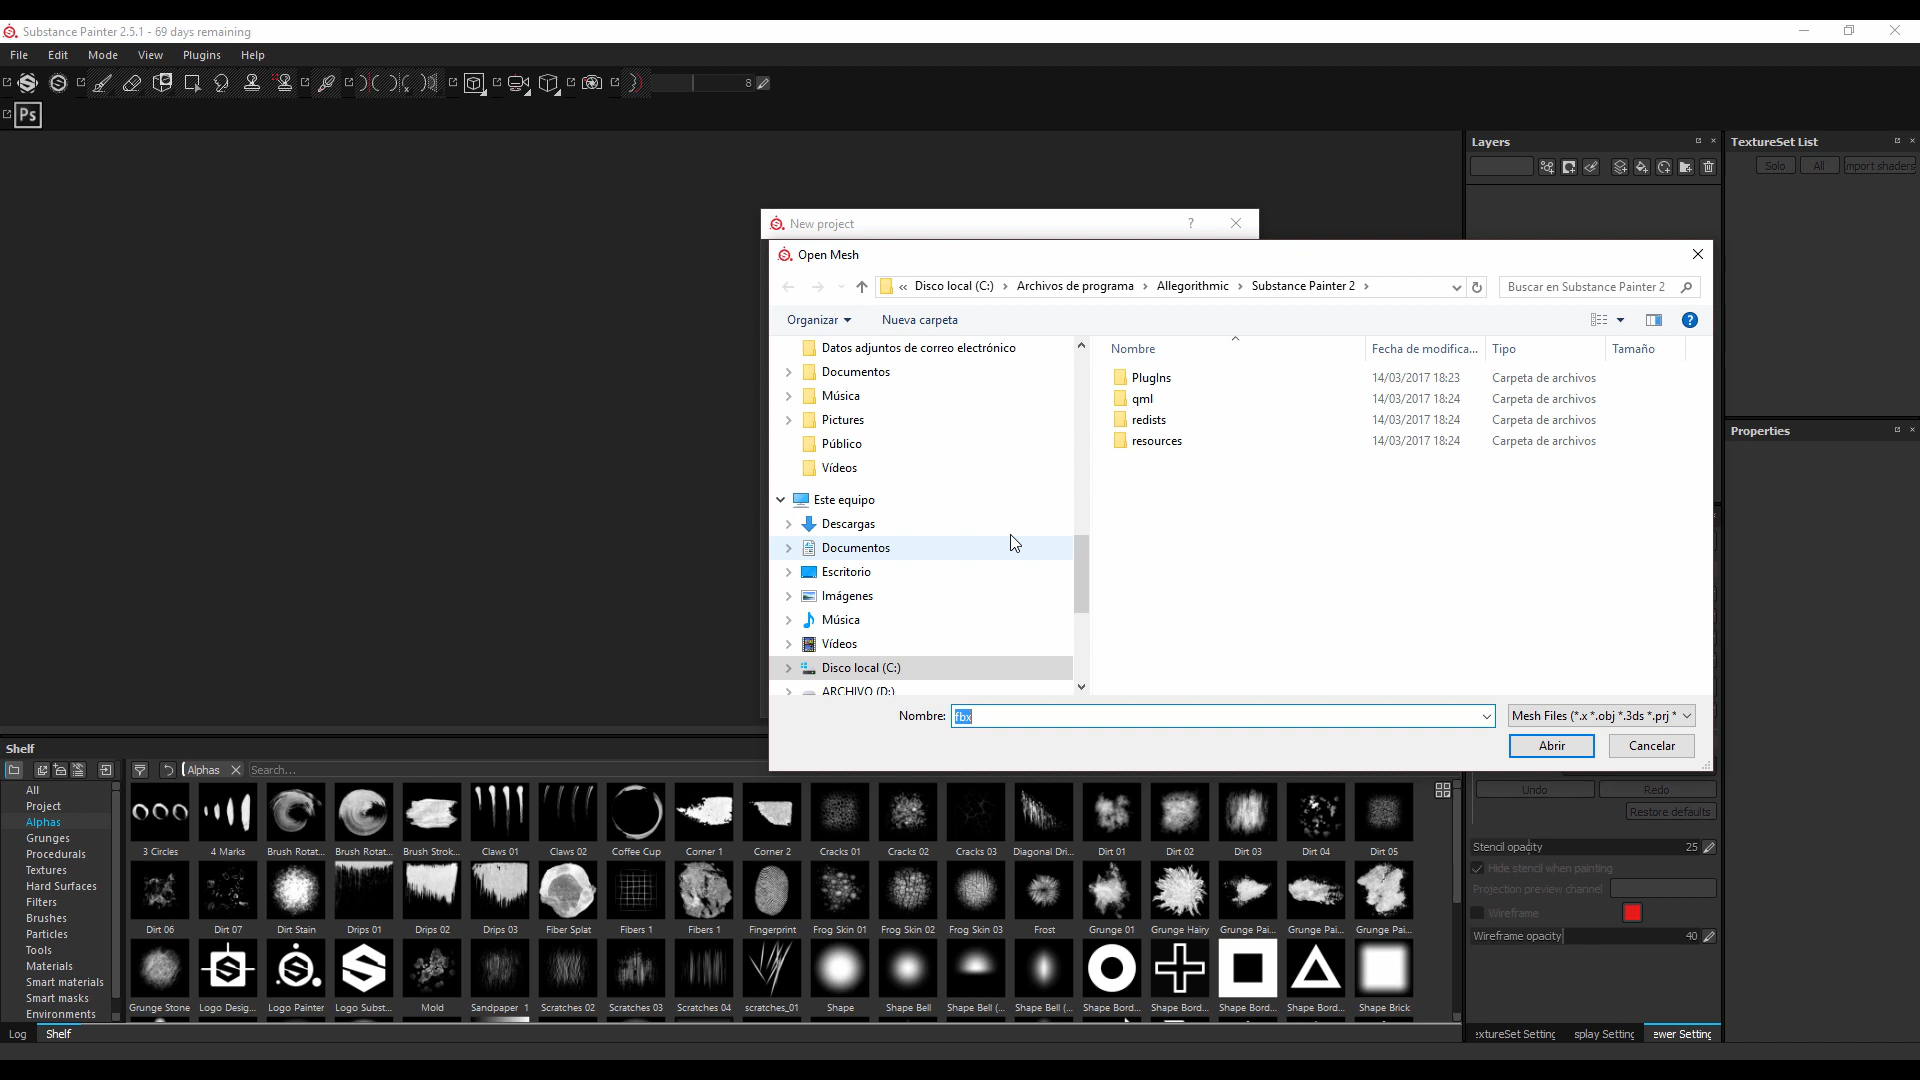 Substance Painter 2.5.1 - 69 days remaining
File Edit Mode View Plugins Help
8
Ps
Layers
TextureSet List
Solo All mport shaders
New project ?
Open Mesh
« Disco local (C:) › Archivos de programa › Allegorithmic › Substance Painter 2 ›
Buscar en Substance Painter 2
Organizar Nueva carpeta
Datos adjuntos de correo electrónico
Documentos
Música
Pictures
Público
Vídeos
Este equipo
Descargas
Documentos
Escritorio
Imágenes
Música
Vídeos
Disco local (C:)
ARCHIVO (D:)
Nombre Fecha de modifica... Tipo Tamaño
PlugIns 14/03/2017 18:23 Carpeta de archivos
qml 14/03/2017 18:24 Carpeta de archivos
redists 14/03/2017 18:24 Carpeta de archivos
resources 14/03/2017 18:24 Carpeta de archivos
Nombre: fbx
Mesh Files (*.x *.obj *.3ds *.prj *
Abrir Cancelar
Properties
Shelf
Alphas Search...
All
Project
Alphas
Grunges
Procedurals
Textures
Hard Surfaces
Filters
Brushes
Particles
Tools
Materials
Smart materials
Smart masks
Environments
3 Circles 4 Marks Brush Rotat... Brush Rotat... Brush Strok... Claws 01 Claws 02 Coffee Cup Corner 1 Corner 2 Cracks 01 Cracks 02 Cracks 03 Diagonal Dri... Dirt 01 Dirt 02 Dirt 03 Dirt 04 Dirt 05
Dirt 06 Dirt 07 Dirt Stain Drips 01 Drips 02 Drips 03 Fiber Splat Fibers 1 Fibers 1 Fingerprint Frog Skin 01 Frog Skin 02 Frog Skin 03 Frost Grunge 01 Grunge Hairy Grunge Pai... Grunge Pai... Grunge Pai...
Grunge Stone Logo Desig... Logo Painter Logo Subst... Mold Sandpaper 1 Scratches 02 Scratches 03 Scratches 04 scratches_01 Shape Shape Bell Shape Bell (... Shape Bell (... Shape Bord... Shape Bord... Shape Bord... Shape Bord... Shape Brick
Undo Redo
Restore defaults
Stencil opacity 25
Hide stencil when painting
Projection preview channel
Wireframe
Wireframe opacity 40
Log Shelf
extureSet Setting splay Setting ewer Setting